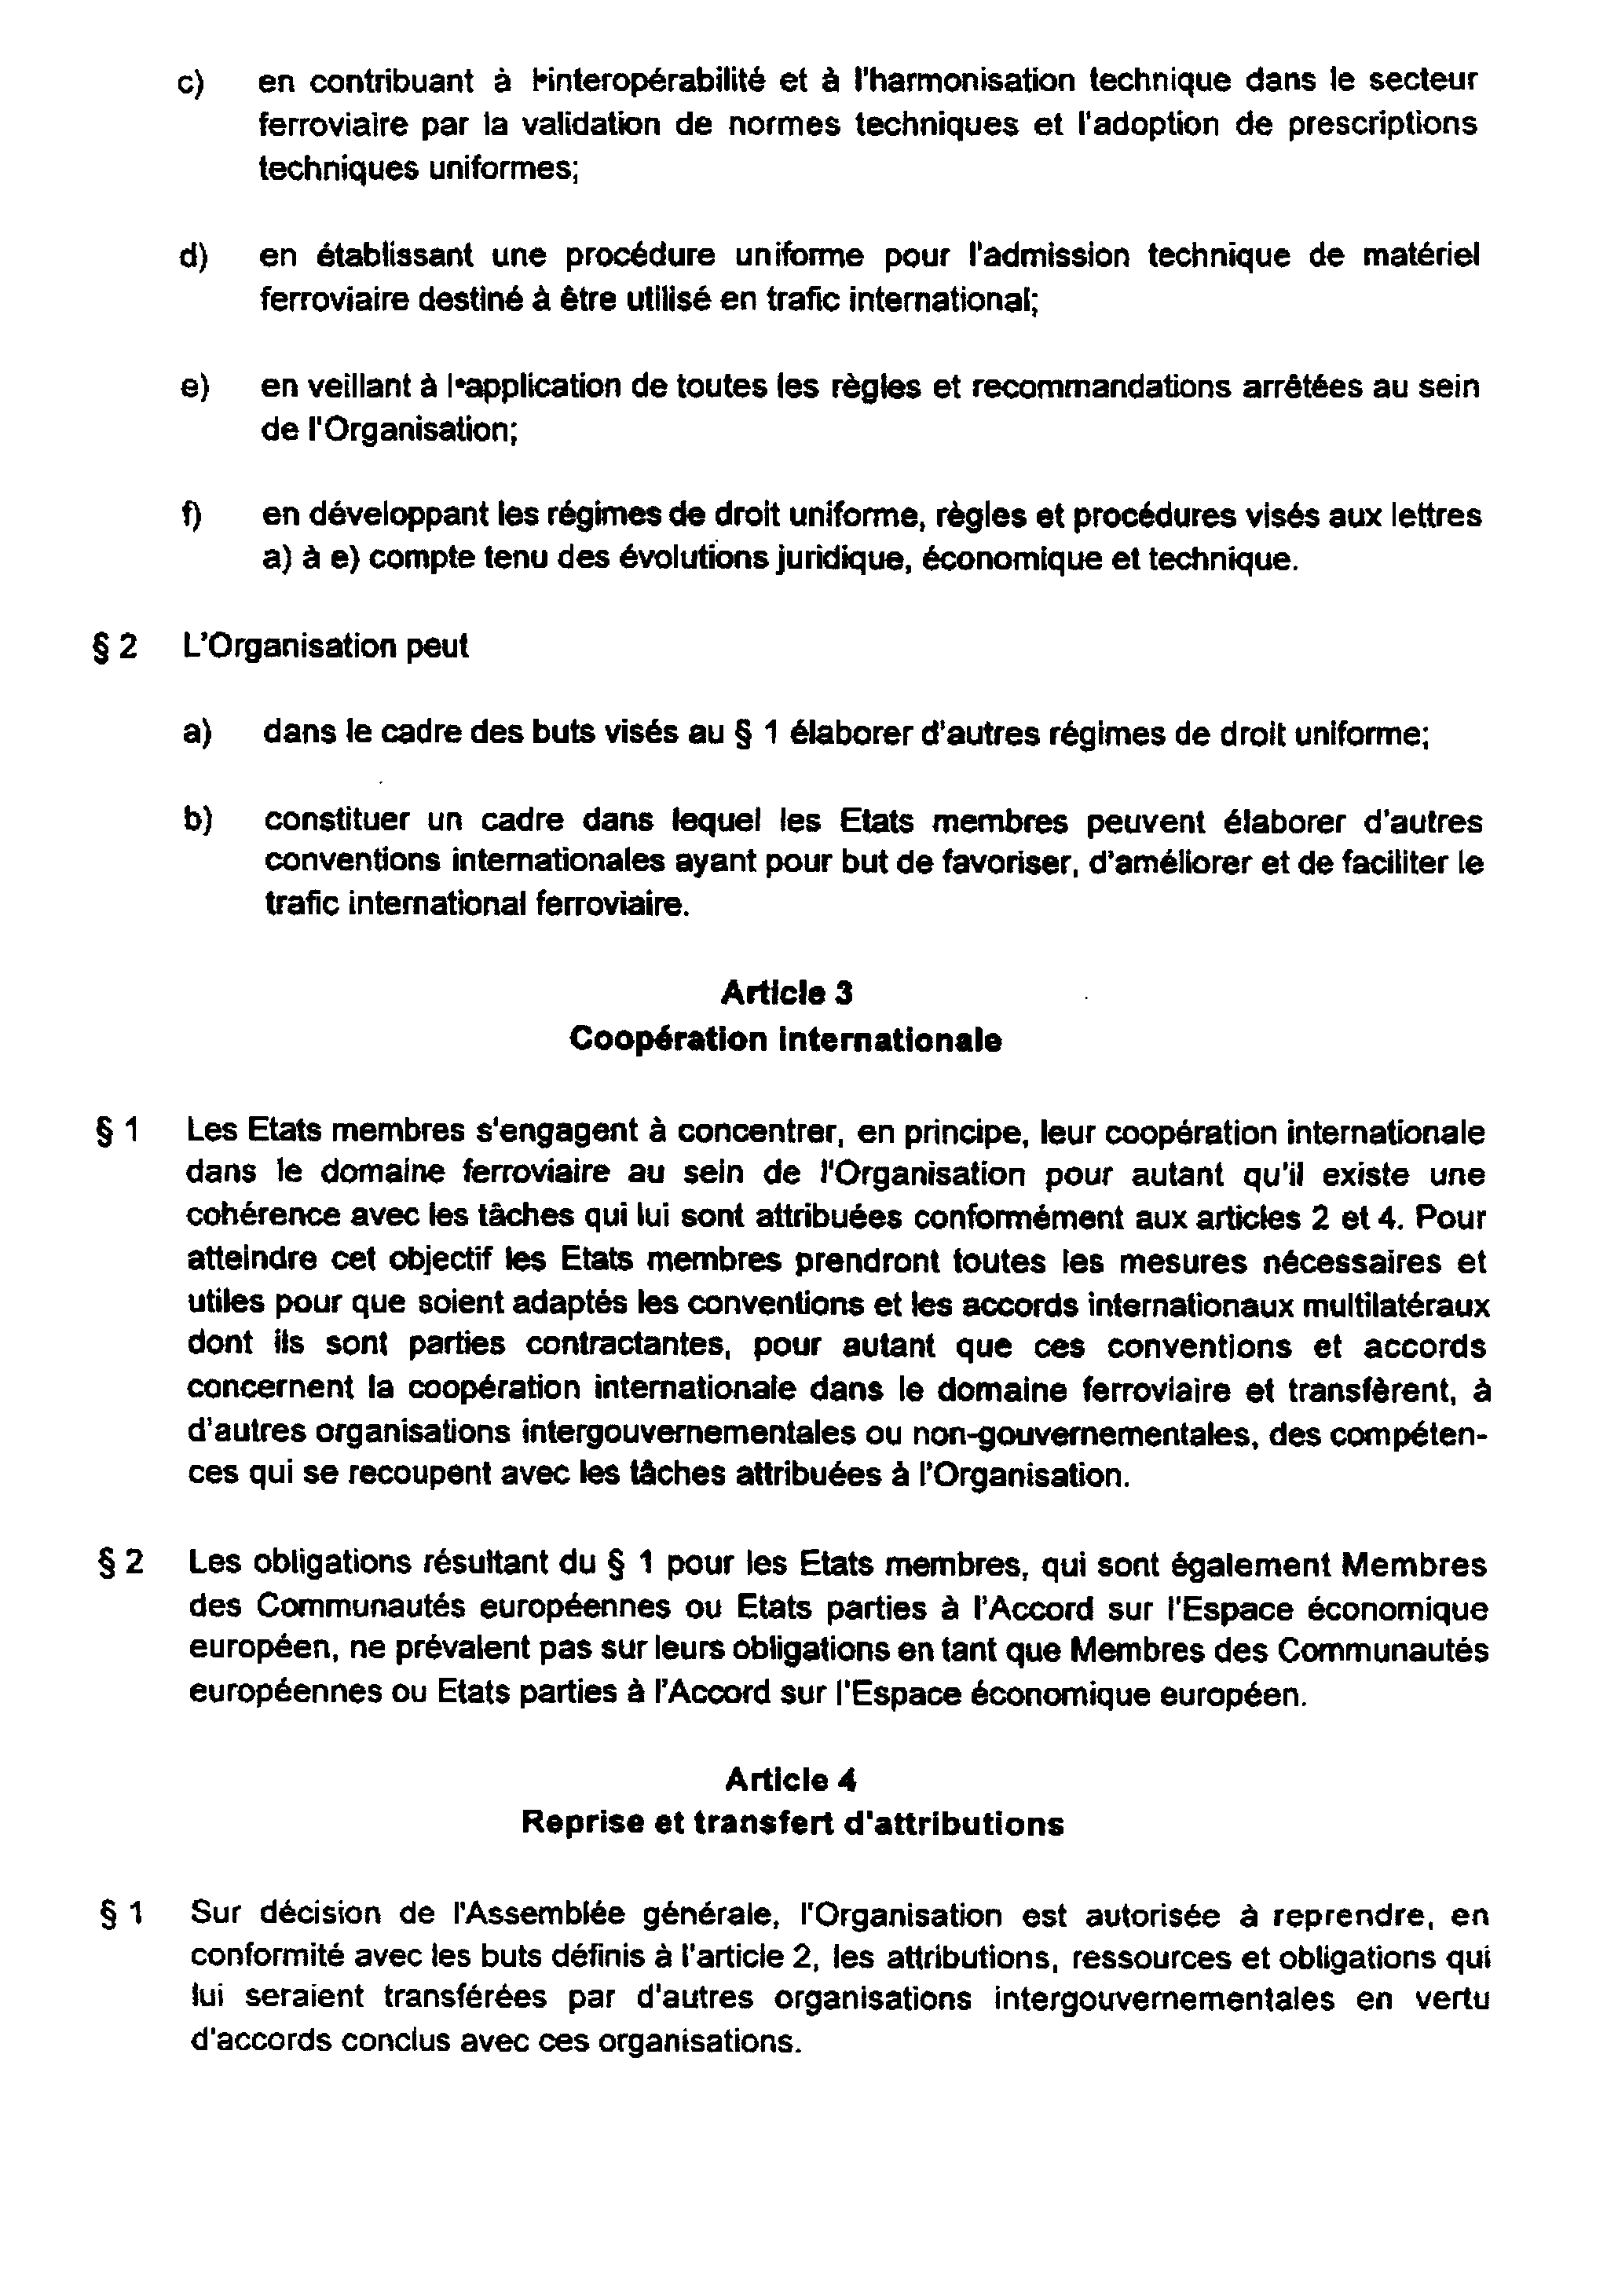 c) en contribuant à l•interopérabilité et à l'harmonisation technique dans le secteur
ferroviaire par la validation de normes techniques et l'adoption de prescriptions
techniques uniformes;
d) en établissant une procédure uniforme pour l'admission technique de matériel
ferroviaire destiné à être utilisé en trafic international;
e) en veillant à l•application de toutes les règles et recommandations arrêtées au sein
de l'Organisation;
f) en développant les régimes de droit uniforme, règles et procédures visés aux lettres
a) à e) compte tenu des évolutions juridique, économique et technique.
§ 2 L'Organisation peut
a) dans le cadre des buts visés au § 1 élaborer d'autres régimes de droit uniforme;
b) constituer un cadre dans lequel les Etats membres peuvent élaborer d'autres
conventions internationales ayant pour but de favoriser, d'améliorer et de faciliter le
trafic international ferroviaire.
Article 3
Coopération internationale
§ 1 Les Etats membres s'engagent à concentrer, en principe, leur coopération internationale
dans le domaine ferroviaire au sein de l'Organisation pour autant qu'il existe une
cohérence avec les tâches qui lui sont attribuées conformément aux articles 2 et 4. Pour
atteindre cet objectif les Etats membres prendront toutes les mesures nécessaires et
utiles pour que soient adaptés les conventions et les accords internationaux multilatéraux
dont ils sont parties contractantes, pour autant que ces conventions et accords
concernent la coopération internationale dans le domaine ferroviaire et transfèrent, à
d'autres organisations intergouvernementales ou non-gouvernementales, des compéten-
ces qui se recoupent avec les tâches attribuées à l'Organisation.
§ 2 Les obligations résultant du § 1 pour les Etats membres, qui sont également Membres
des Communautés européennes ou Etats parties à l'Accord sur l'Espace économique
européen, ne prévalent pas sur leurs obligations en tant que Membres des Communautés
européennes ou Etats parties à l'Accord sur l'Espace économique européen.
Article 4
Reprise et transfert d'attributions
§ 1 Sur décision de l'Assemblée générale, l'Organisation est autorisée à reprendre, en
conformité avec les buts définis à l'article 2, les attributions, ressources et obligations qui
lui seraient transférées par d'autres organisations intergouvernementales en vertu
d'accords conclus avec ces organisations.